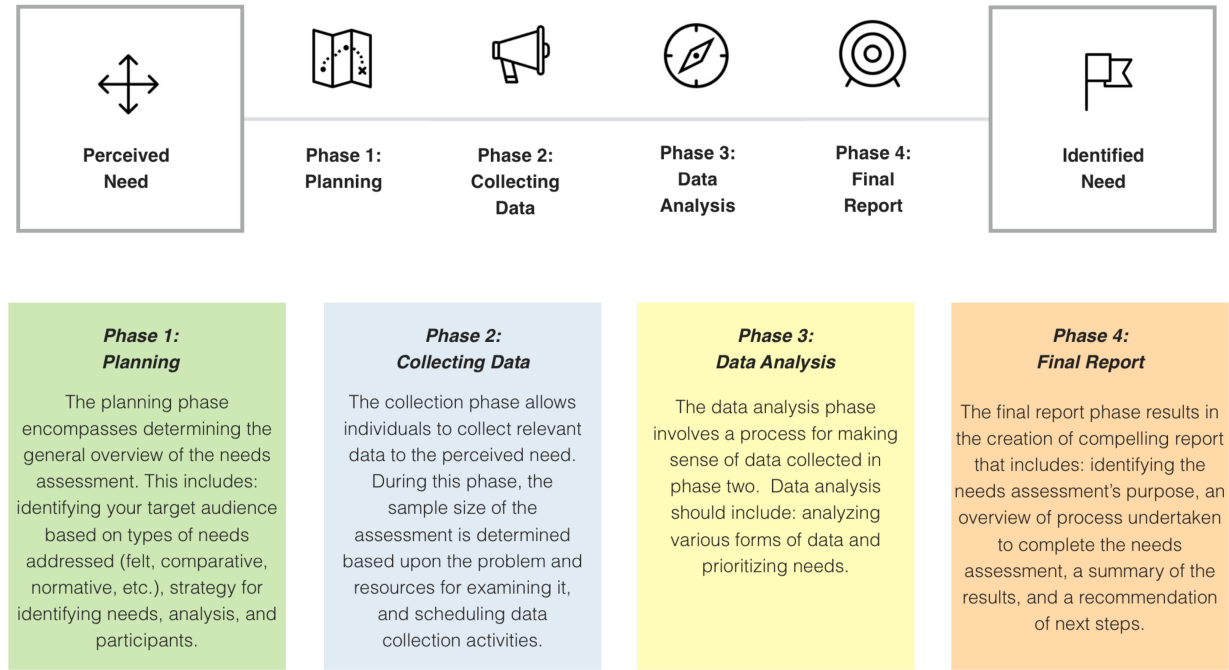 Perceived
Need
Phase 1:
Planning
Phase 2:
Collecting
Data
Phase 3:
Data
Analysis
Phase 4:
Final
Report
Identified
Need
Phase 1:
Planning
The planning phase
encompasses determining the
general overview of the needs
assessment. This includes:
identifying your target audience
based on types of needs
addressed (felt, comparative,
normative, etc.), strategy for
identifying needs, analysis, and
participants.
Phase 2:
Collecting Data
The collection phase allows
individuals to collect relevant
data to the perceived need.
During this phase, the
sample size of the
assessment is determined
based upon the problem and
resources for examining it,
and scheduling data
collection activities.
Phase 3:
Data Analysis
The data analysis phase
involves a process for making
sense of data collected in
phase two.  Data analysis
should include: analyzing
various forms of data and
prioritizing needs.
Phase 4:
Final Report
The final report phase results in
the creation of compelling report
that includes: identifying the
needs assessment's purpose, an
overview of process undertaken
to complete the needs
assessment, a summary of the
results, and a recommendation
of next steps.